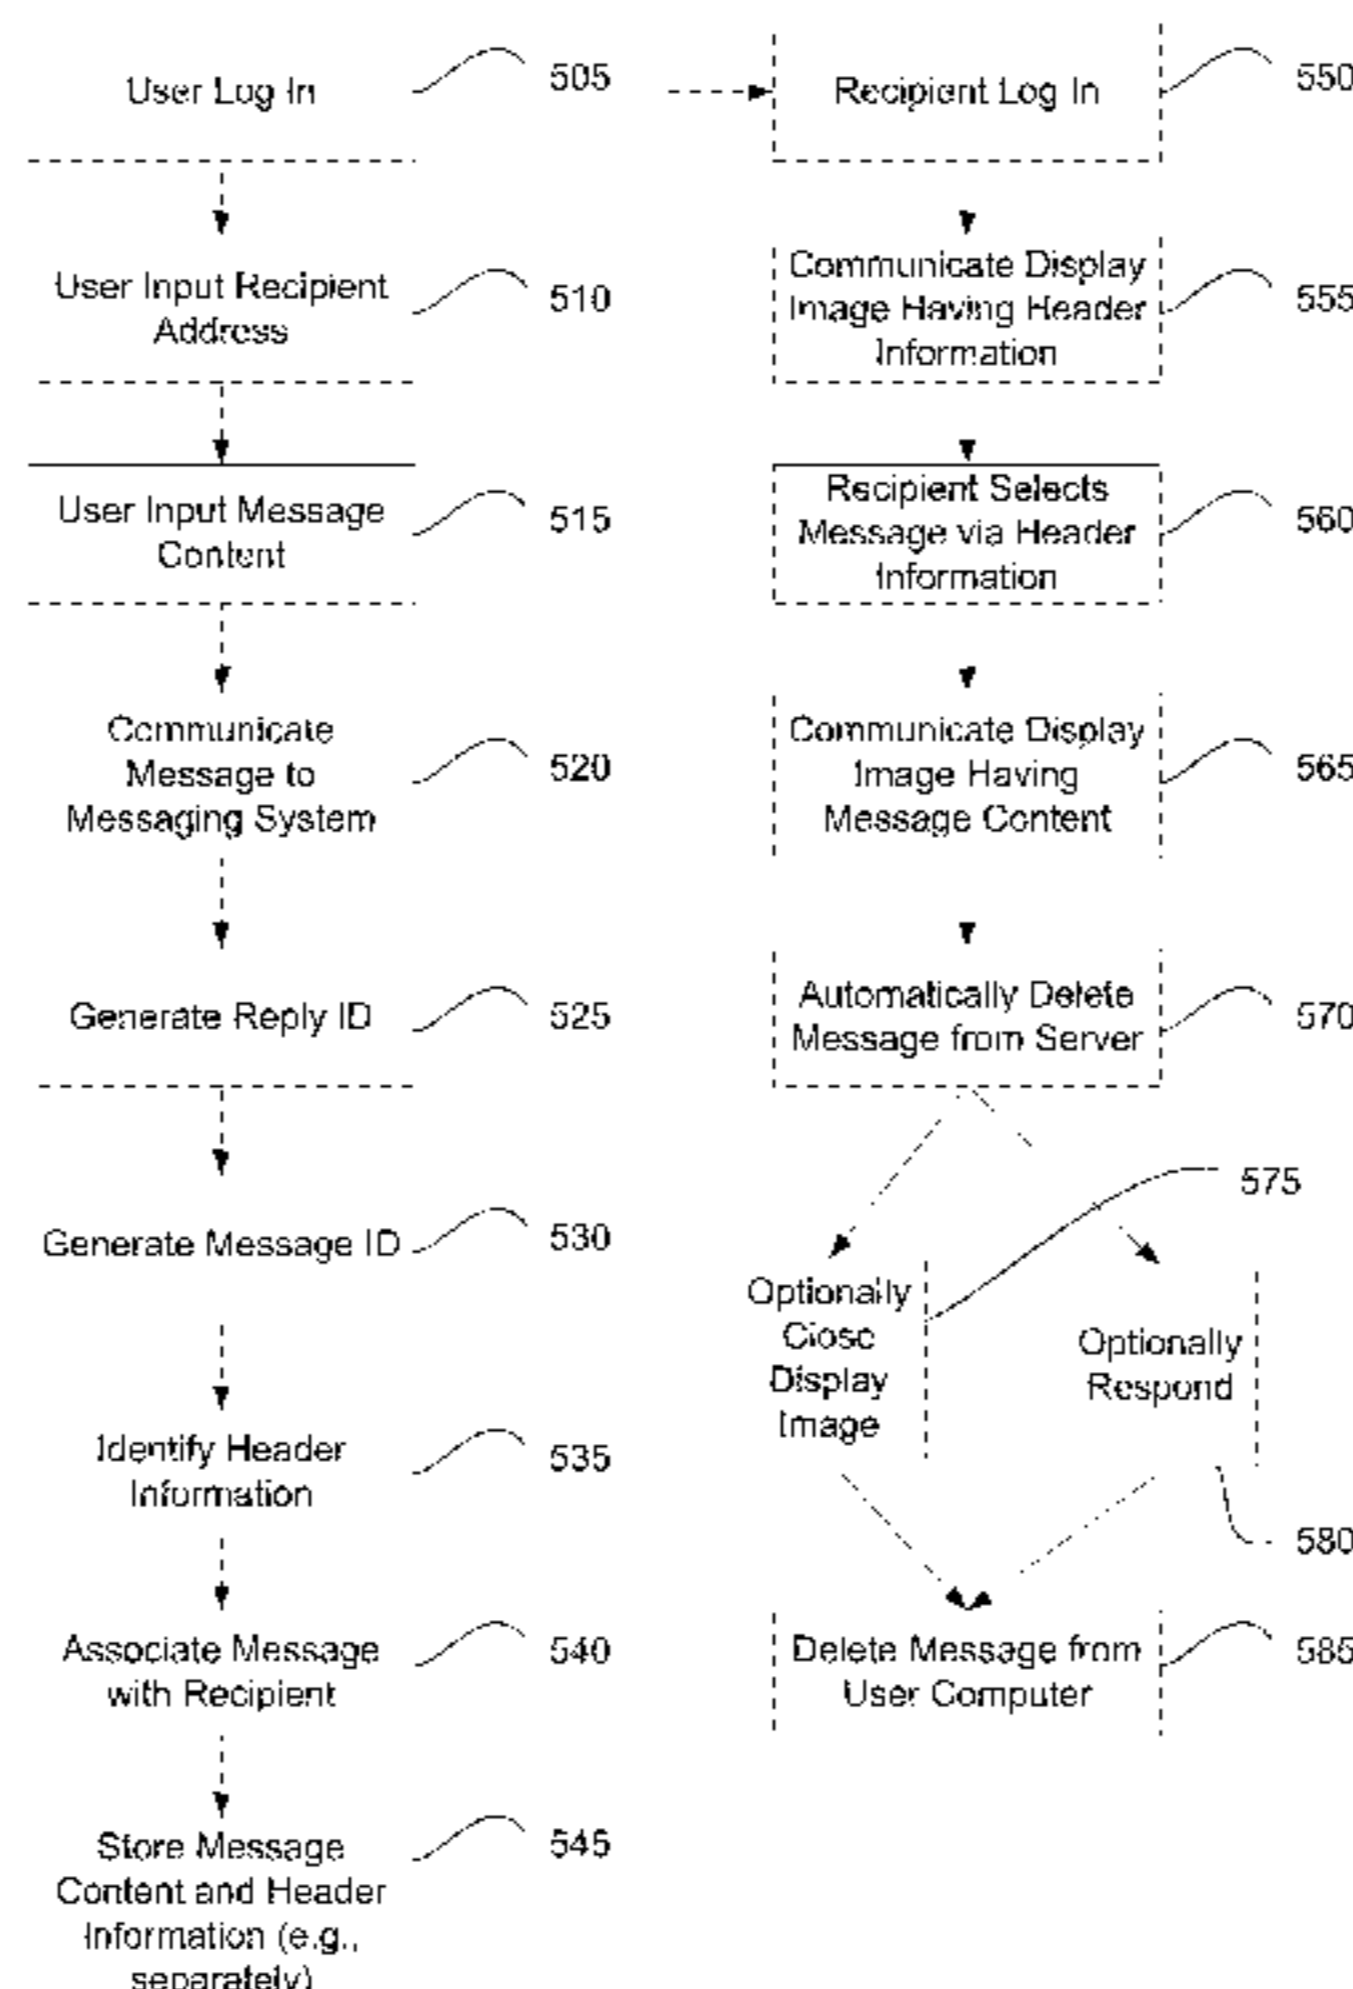 User Log In
505
User Input Recipient
Address
510
User Input Message
Content
515
Communicate
Message to
Messaging System
520
Generate Reply ID
525
Generate Message ID
530
Identify Header
Information
535
Associate Message
with Recipient
540
Store Message
Content and Header
Information (e.g.,
separately)
545
Recipient Log In
550
Communicate Display
Image Having Header
Information
555
Recipient Selects
Message via Header
Information
560
Communicate Display
Image Having
Message Content
565
Automatically Delete
Message from Server
570
Optionally
Close
Display
Image
575
Optionally
Respond
580
Delete Message from
User Computer
585